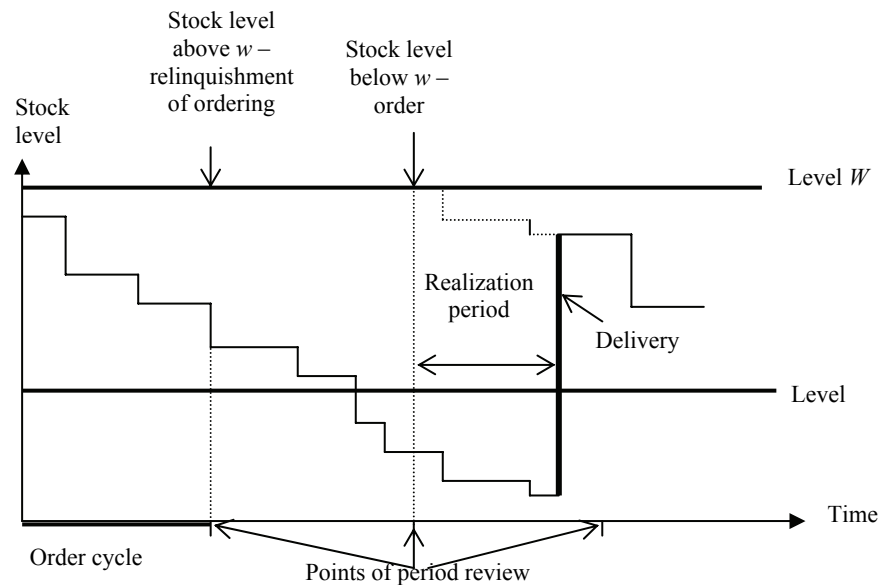 Stock level
above w –
relinquishment
of ordering
Stock level
below w –
order
Stock
level
Level W
Realization
period
Delivery
Level
Time
Order cycle
Points of period review